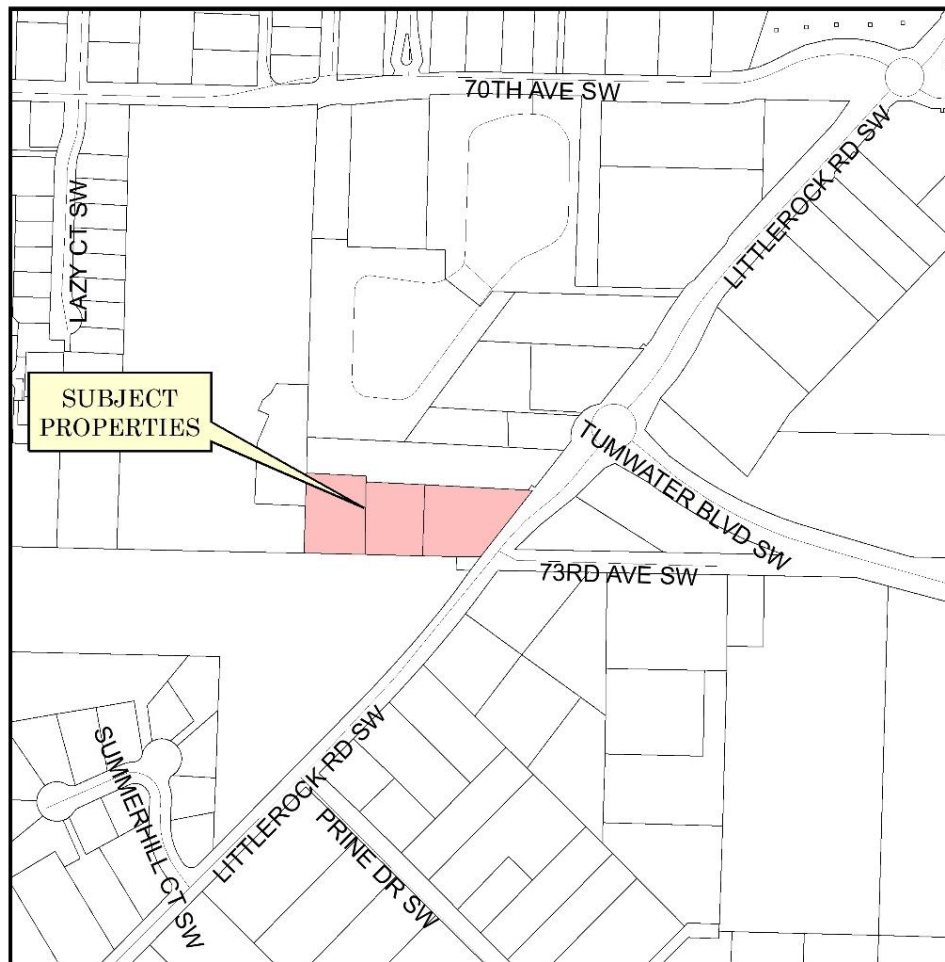 70TH AVE SW
LITTLEROCK RD SW
LAZY CT SW
SUBJECT
PROPERTIES
TUMWATER BLVD SW
73RD AVE SW
SUMMERHILL CT SW
LITTLEROCK RD SW
PRINE DR SW